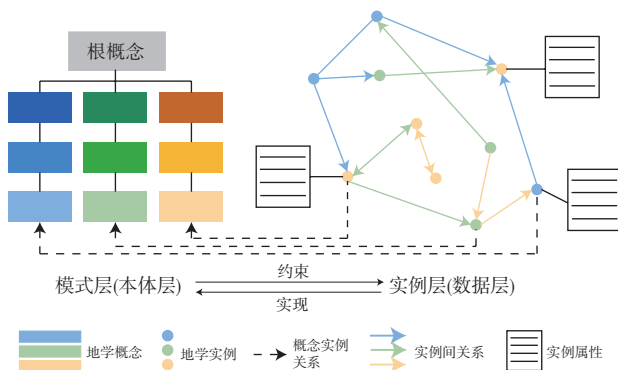 根概念
模式层(本体层)
约束
实现
实例层(数据层)
地学概念
地学实例
概念实例
关系
实例间关系
实例属性